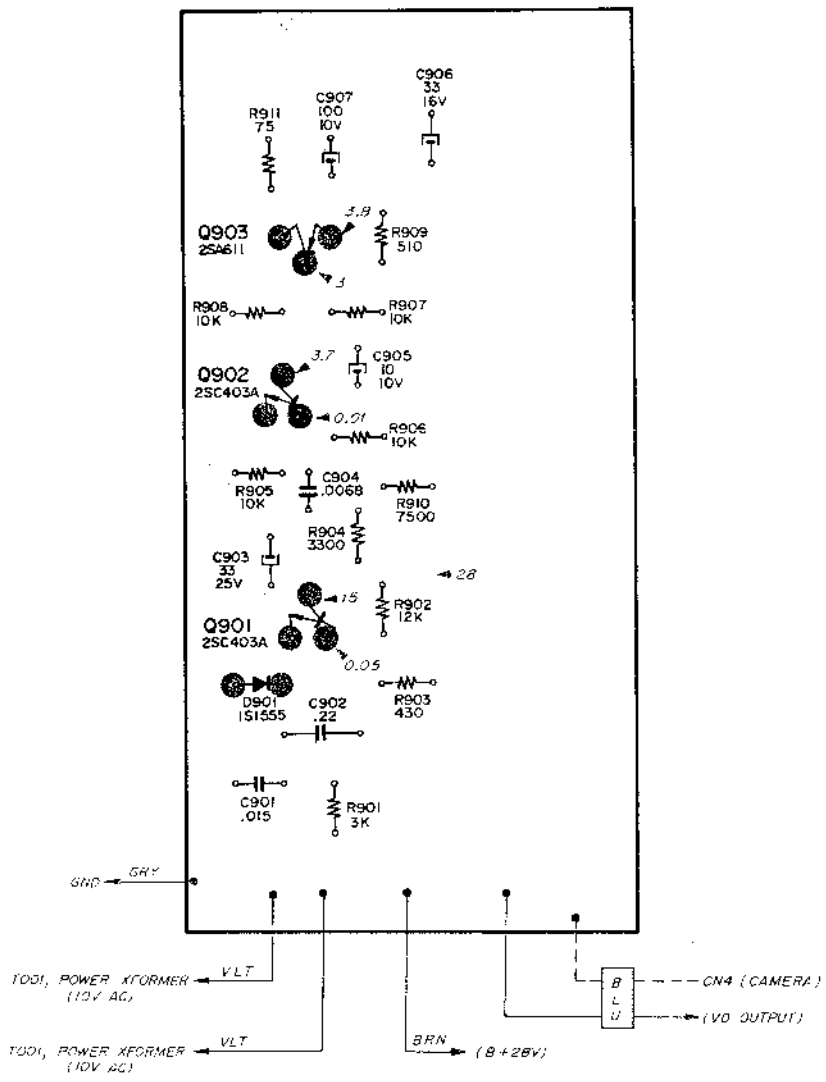 C906
33
16V
C907
100
10V
R911
75
Q903
2SA611
3.8
R909
510
3
R908
10K
R907
10K
Q902
2SC403A
3.7
C905
10
10V
0.01
R906
10K
R905
10K
C904
.0068
R910
7500
R904
3300
C903
33
25V
28
15
R902
12K
Q901
2SC403A
0.05
D901
1S1555
C902
.22
R903
430
C901
.015
R901
3K
GND
GRY
T001, POWER XFORMER
(10V AC)
VLT
BLU
CN4 (CAMERA)
(VD OUTPUT)
T001, POWER XFORMER
(10V AC)
VLT
BRN
(B+28V)